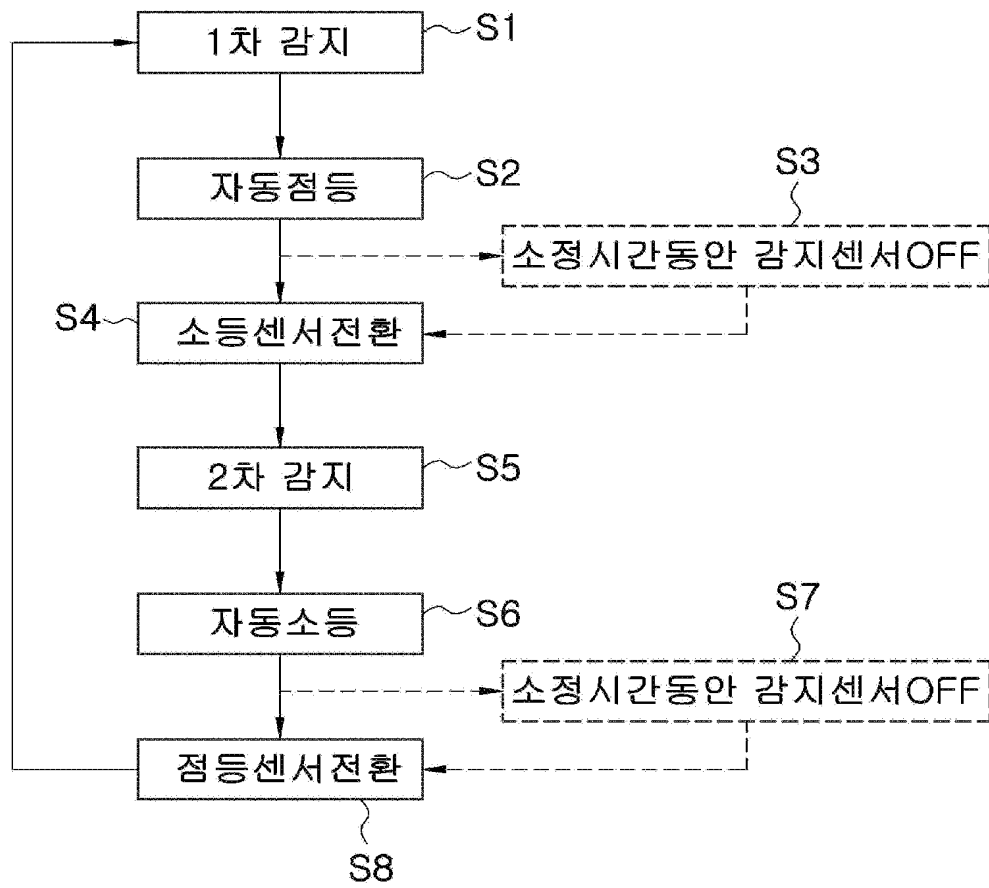 1차 감지
S1
자동점등
S2
S3
소정시간동안 감지센서OFF
S4
소등센서전환
2차 감지
S5
자동소등
S6
S7
소정시간동안 감지센서OFF
점등센서전환
S8